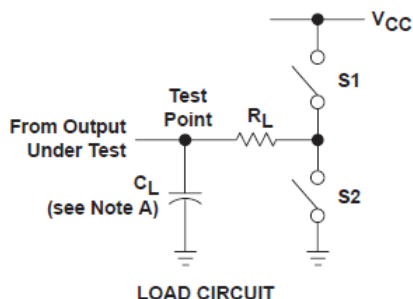 VCC
S1
Test
Point
RL
From Output
Under Test
CL
(see Note A)
S2
LOAD CIRCUIT